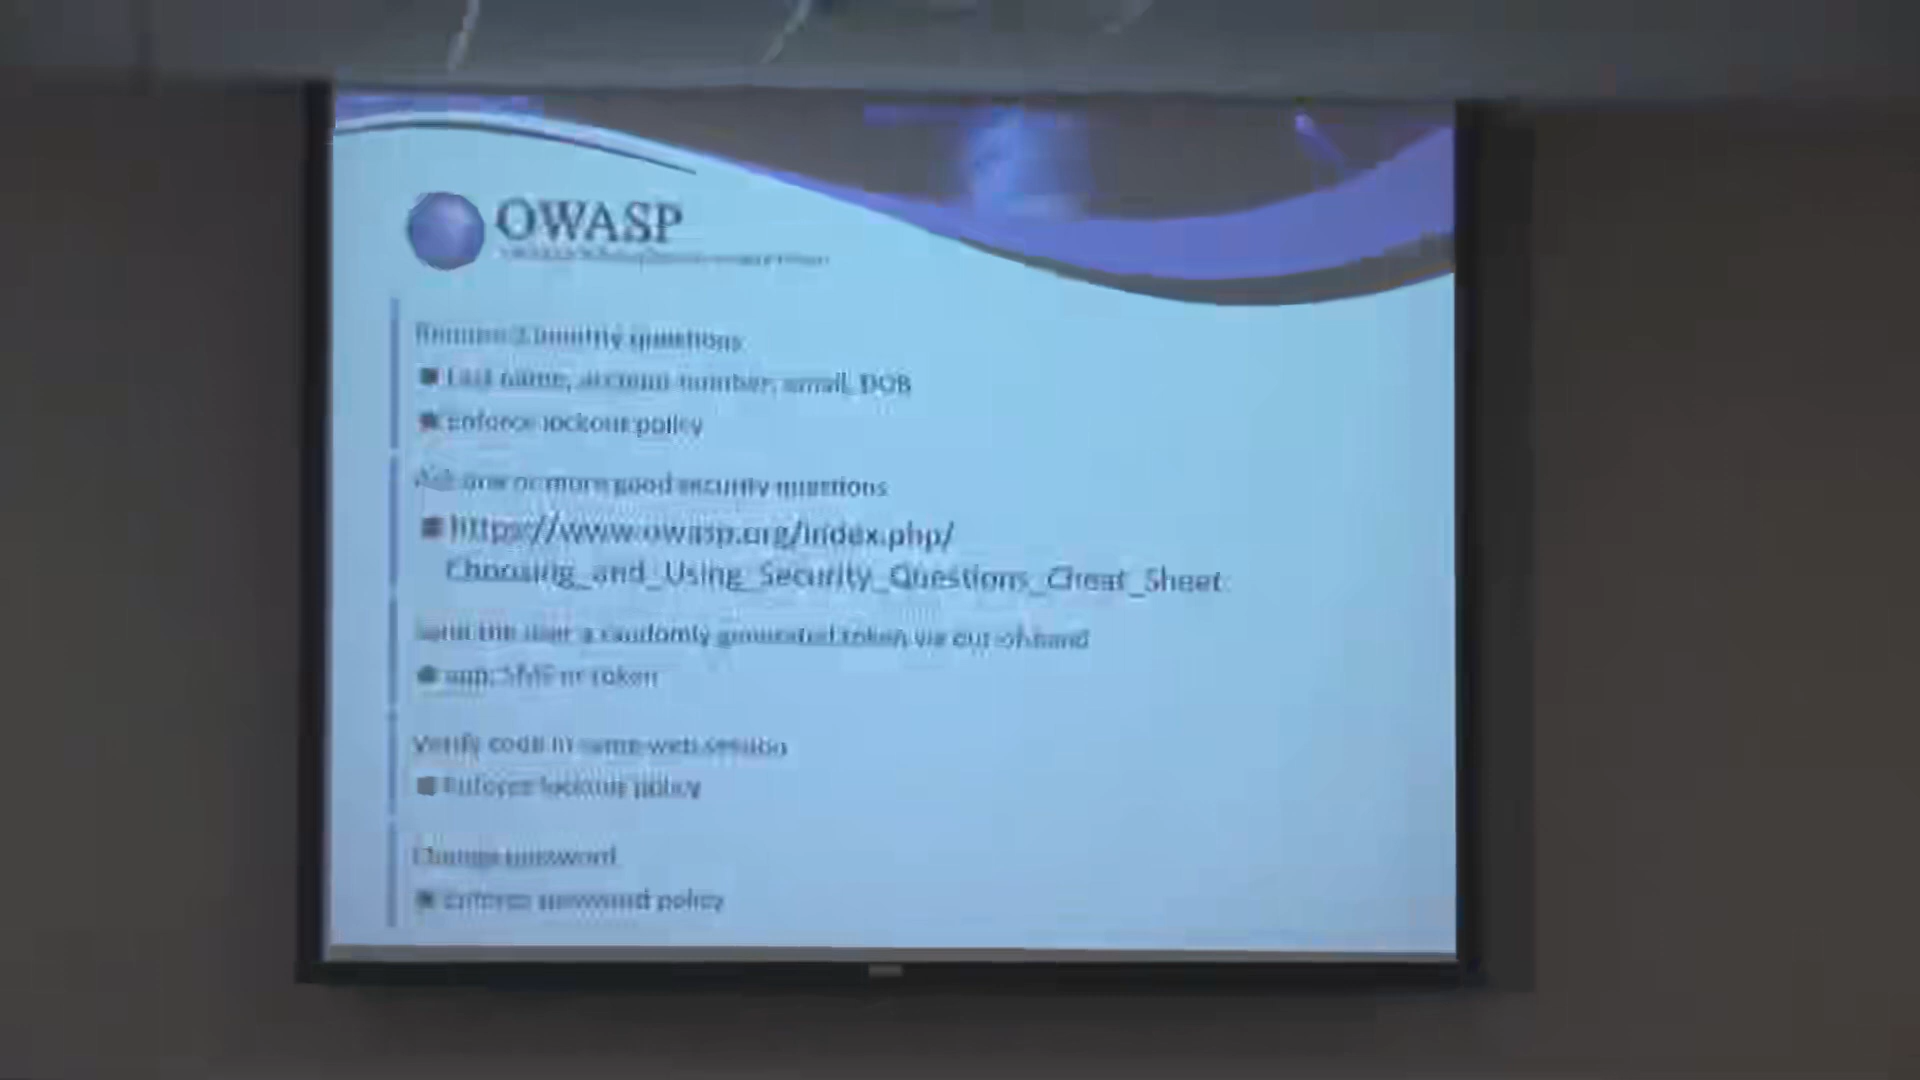 OWASP
Require identity questions
Last name, account number, email, DOB
Enforce lockout policy
Ask one or more good security questions
https://www.owasp.org/index.php/
Choosing_and_Using_Security_Questions_Cheat_Sheet
Send the user a randomly generated token via out-of-band
app, SMS or token
Verify code in same web session
Enforce lockout policy
Change password
Enforce password policy